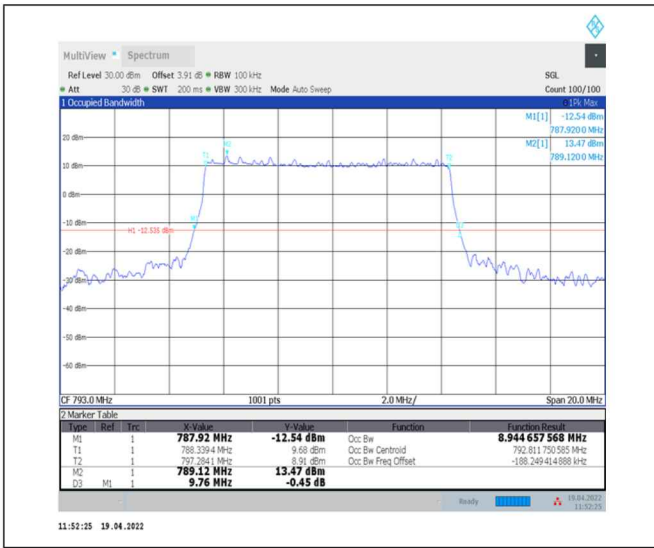 MultiView Spectrum
Ref Level 30.00 dBm Offset 3.91 dB RBW 100 kHz SGL
Att 30 dB SWT 200 ms VBW 300 kHz Mode Auto Sweep Count 100/100
1 Occupied Bandwidth 1Pk Max
M1[1] -12.54 dBm
787.9200 MHz
M2[1] 13.47 dBm
789.1200 MHz
20 dBm
10 dBm
0 dBm
-10 dBm
H1 -12.535 dBm
-20 dBm
-30 dBm
-40 dBm
-50 dBm
-60 dBm
CF 793.0 MHz 1001 pts 2.0 MHz/ Span 20.0 MHz
2 Marker Table
Type Ref Trc X-Value Y-Value Function Function Result
M1 1 787.92 MHz -12.54 dBm Occ Bw 8.944 657 568 MHz
T1 1 788.3394 MHz 9.68 dBm Occ Bw Centroid 792.811 750 585 MHz
T2 1 797.2841 MHz 8.91 dBm Occ Bw Freq Offset -188.249 414 888 kHz
M2 1 789.12 MHz 13.47 dBm
D3 M1 1 9.76 MHz -0.45 dB
Ready 19.04.2022
11:52:25
11:52:25 19.04.2022